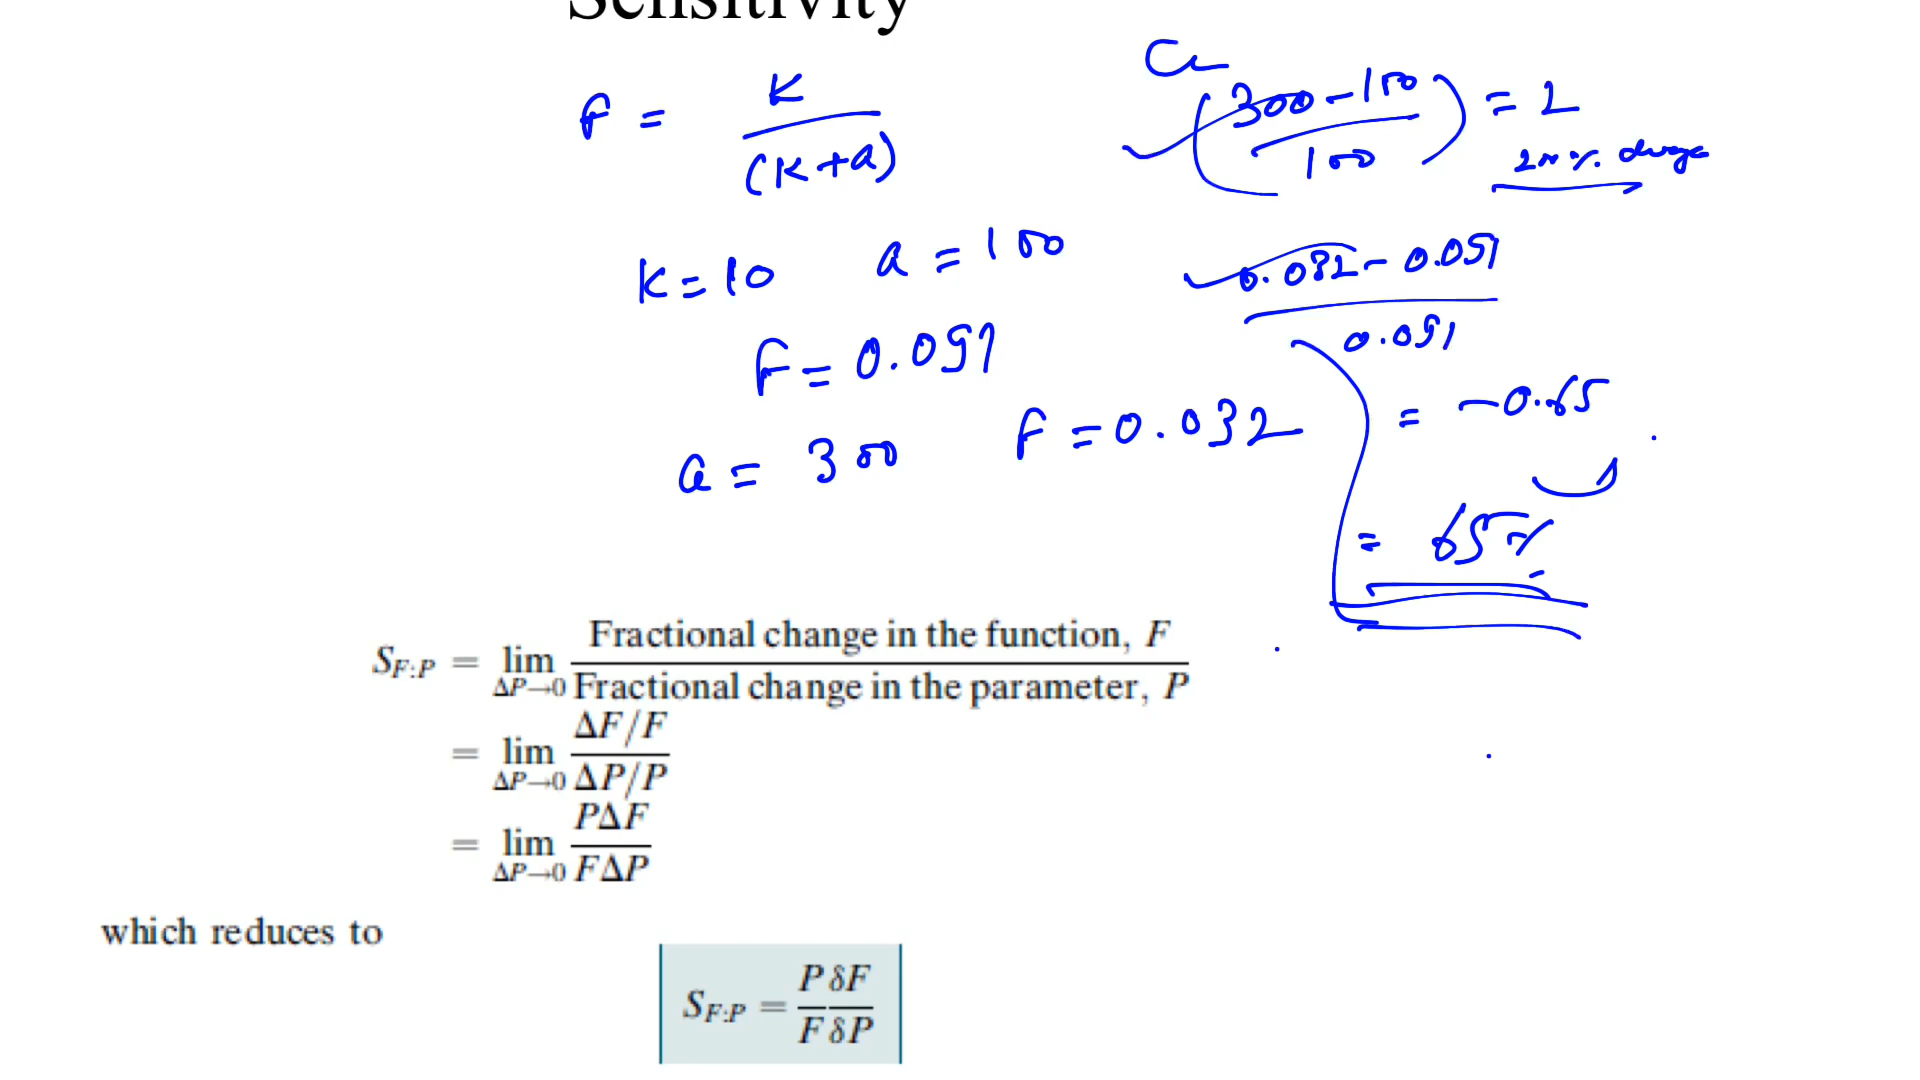 Sensitivity
F = K / (K+a)
(300-100 / 100) = 2
200% change
K=10 a=100
0.032 - 0.091 / 0.091
F=0.091
= -0.65
a= 300 F=0.032
= 65%
S_{F:P} = lim_{ΔP→0} Fractional change in the function, F / Fractional change in the parameter, P
= lim_{ΔP→0} ΔF/F / ΔP/P
= lim_{ΔP→0} PΔF / FΔP
which reduces to
S_{F:P} = P δF / F δP